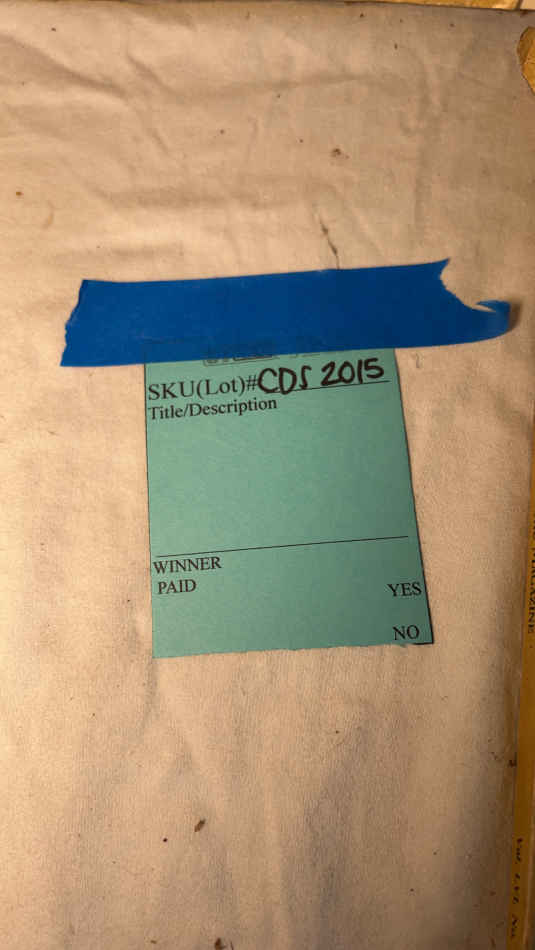 SKU(Lot)#CDS 2015
Title/Description
WINNER
PAID YES
NO